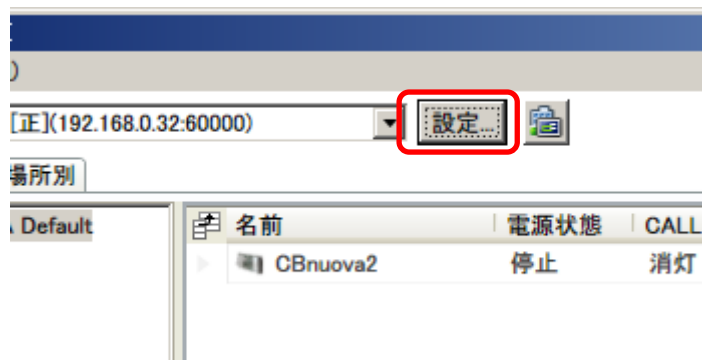 )
[正](192.168.0.32:60000) 設定...
場所別
Default 名前 電源状態 CALL
CBnuova2 停止 消灯